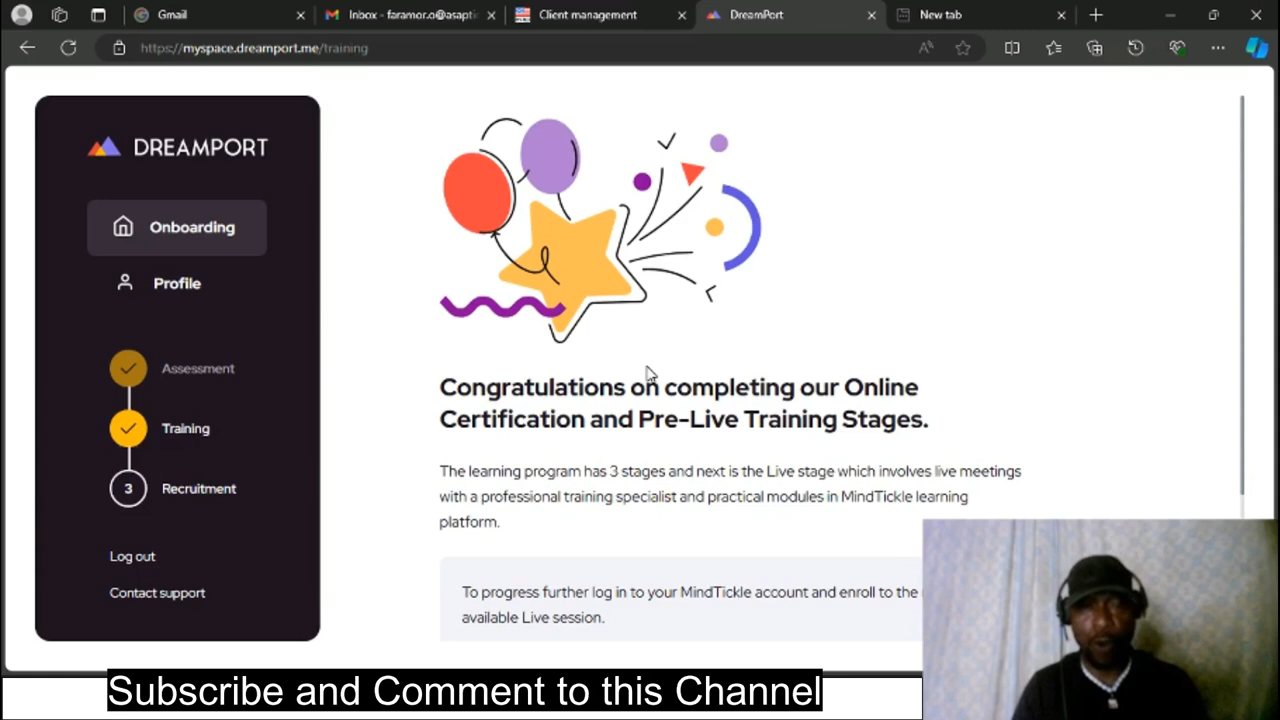 Gmail
Inbox - faramor.o@asaptic
Client management
DreamPort
New tab
https://myspace.dreamport.me/training
DREAMPORT
Onboarding
Profile
Assessment
Training
3
Recruitment
Log out
Contact support
Congratulations on completing our Online
Certification and Pre-Live Training Stages.
The learning program has 3 stages and next is the Live stage which involves live meetings
with a professional training specialist and practical modules in MindTickle learning
platform.
To progress further log in to your MindTickle account and enroll to the
available Live session.
Subscribe and Comment to this Channel